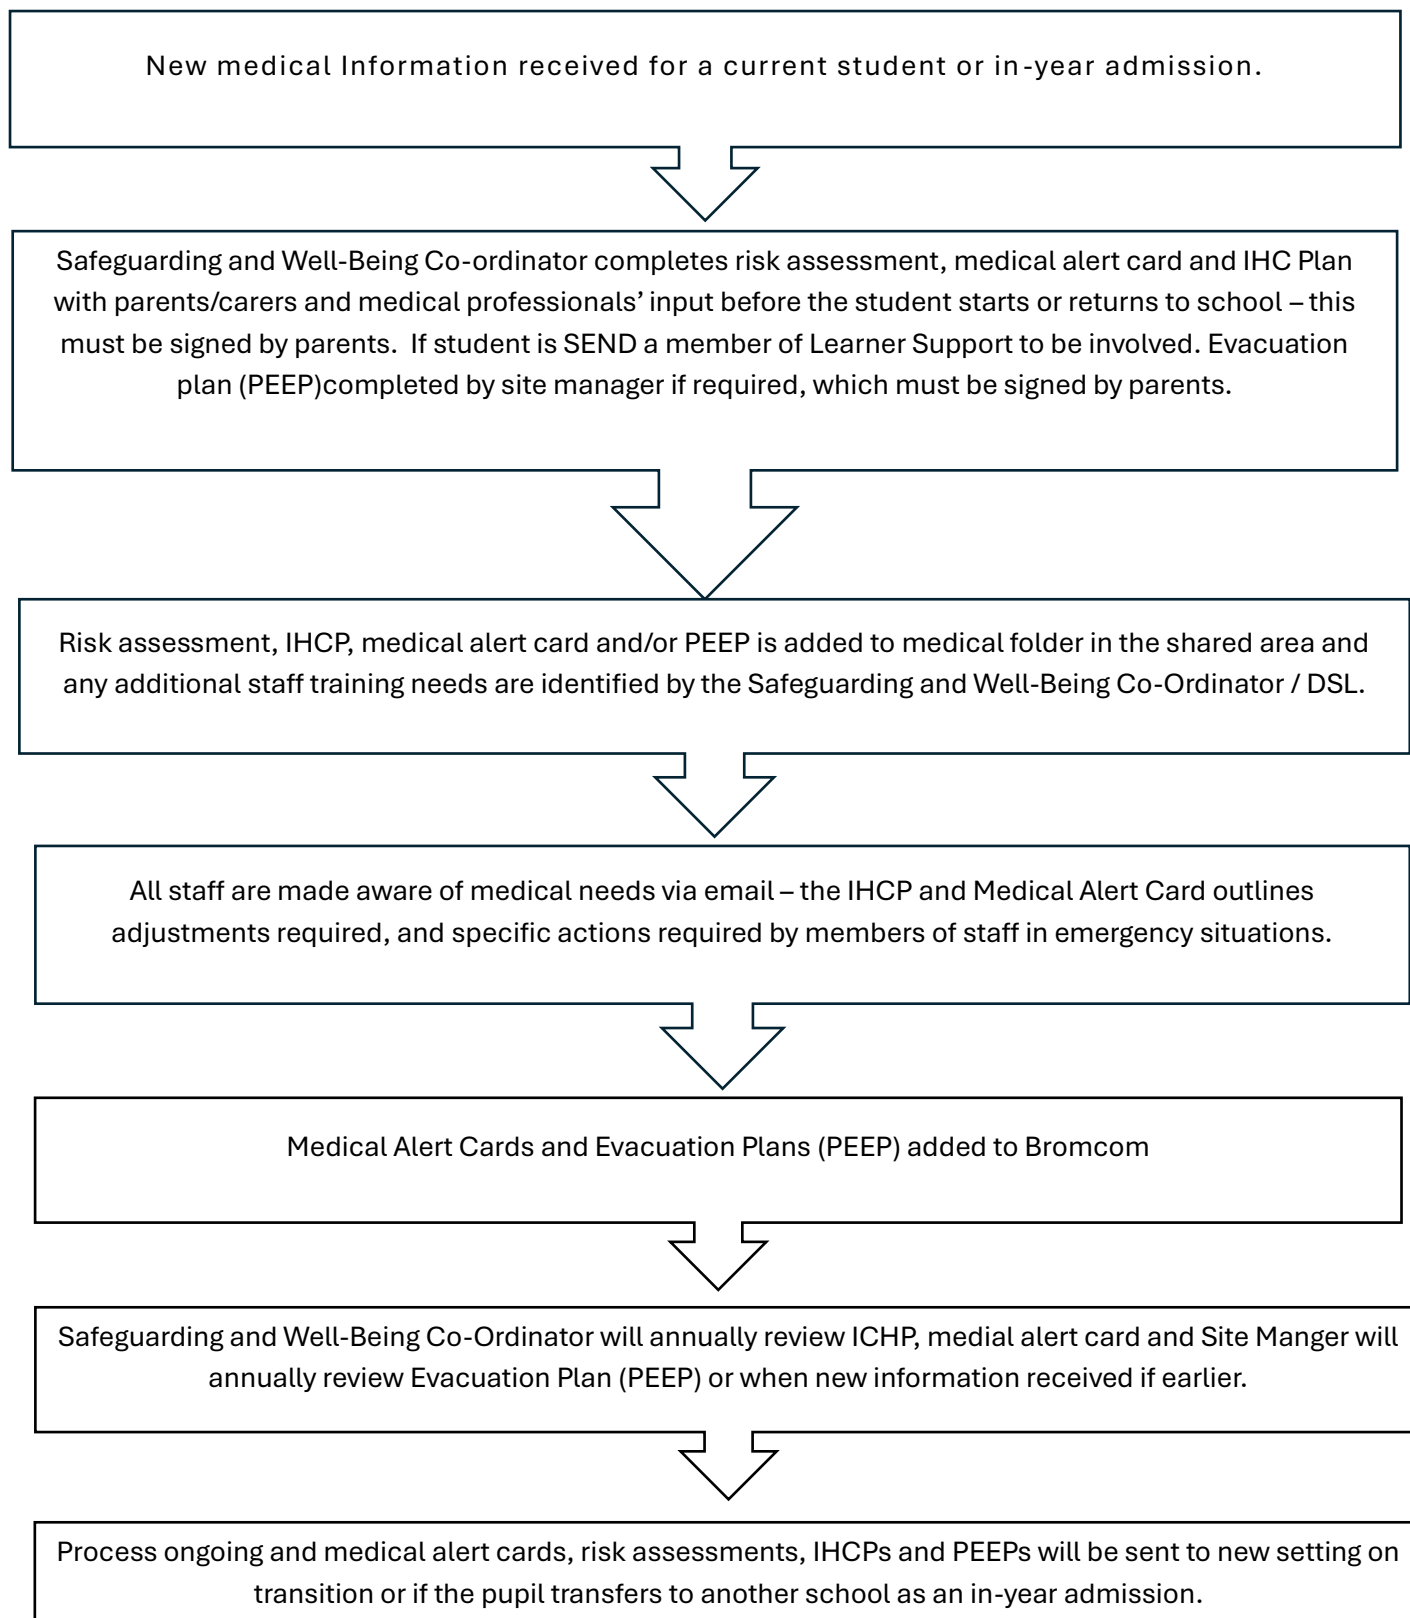 New medical Information received for a current student or in-year admission.
Safeguarding and Well-Being Co-ordinator completes risk assessment, medical alert card and IHC Plan
with parents/carers and medical professionals’ input before the student starts or returns to school – this
must be signed by parents.  If student is SEND a member of Learner Support to be involved. Evacuation
plan (PEEP)completed by site manager if required, which must be signed by parents.
Risk assessment, IHCP, medical alert card and/or PEEP is added to medical folder in the shared area and
any additional staff training needs are identified by the Safeguarding and Well-Being Co-Ordinator / DSL.
All staff are made aware of medical needs via email – the IHCP and Medical Alert Card outlines
adjustments required, and specific actions required by members of staff in emergency situations.
Medical Alert Cards and Evacuation Plans (PEEP) added to Bromcom
Safeguarding and Well-Being Co-Ordinator will annually review ICHP, medial alert card and Site Manger will
annually review Evacuation Plan (PEEP) or when new information received if earlier.
Process ongoing and medical alert cards, risk assessments, IHCPs and PEEPs will be sent to new setting on
transition or if the pupil transfers to another school as an in-year admission.